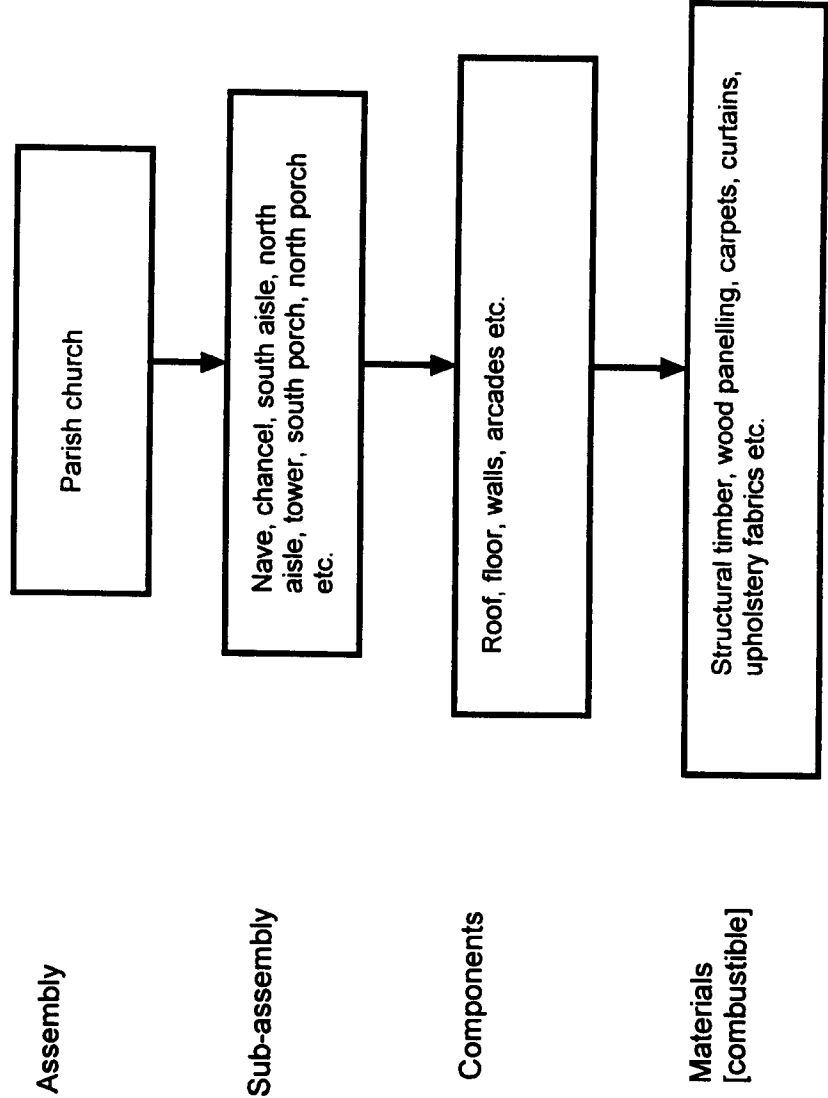 Assembly
Parish church
Sub-assembly
Nave, chancel, south aisle, north
aisle, tower, south porch, north porch
etc.
Components
Roof, floor, walls, arcades etc.
Materials
[combustible]
Structural timber, wood panelling, carpets, curtains,
upholstery fabrics etc.